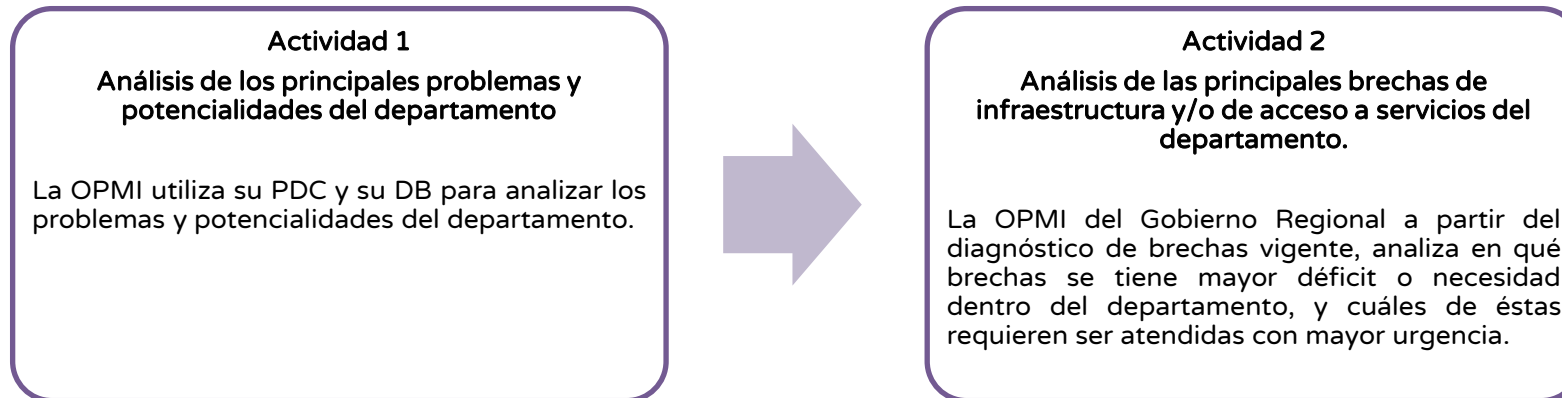 Actividad 1
Análisis de los principales problemas y
potencialidades del departamento
La OPMI utiliza su PDC y su DB para analizar los
problemas y potencialidades del departamento.
Actividad 2
Análisis de las principales brechas de
infraestructura y/o de acceso a servicios del
departamento.
La OPMI del Gobierno Regional a partir del
diagnóstico de brechas vigente, analiza en qué
brechas se tiene mayor déficit o necesidad
dentro del departamento, y cuáles de éstas
requieren ser atendidas con mayor urgencia.